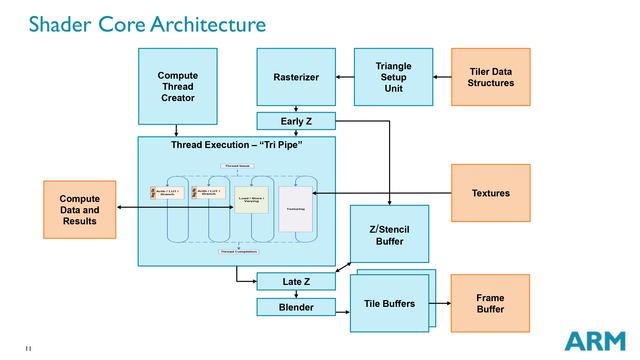 Shader Core Architecture
Compute
Thread
Creator
Rasterizer
Triangle
Setup
Unit
Tiler Data
Structures
Early Z
Thread Execution – “Tri Pipe”
Thread Issue
Arith / LUT /
Branch
Arith / LUT /
Branch
Load / Store /
Varying
Texturing
Thread Completion
Compute
Data and
Results
Textures
Z/Stencil
Buffer
Late Z
Blender
Tile Buffers
Frame
Buffer
11
ARM